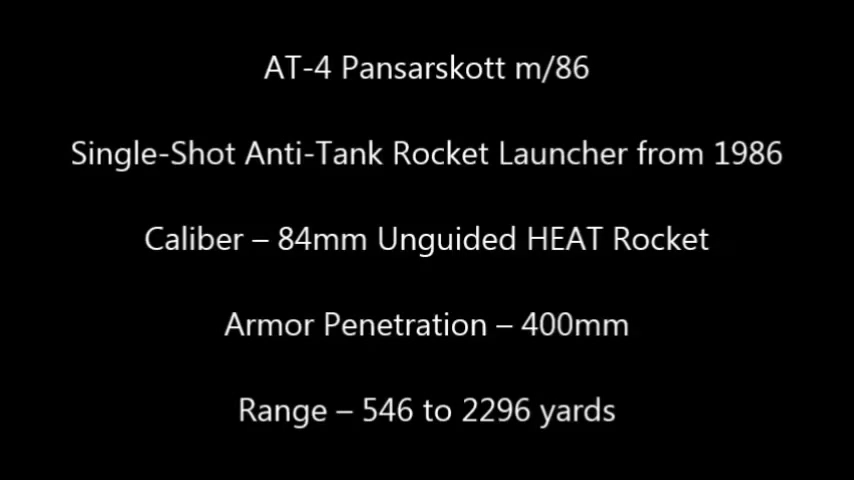 AT-4 Pansarskott m/86
Single-Shot Anti-Tank Rocket Launcher from 1986
Caliber – 84mm Unguided HEAT Rocket
Armor Penetration – 400mm
Range – 546 to 2296 yards